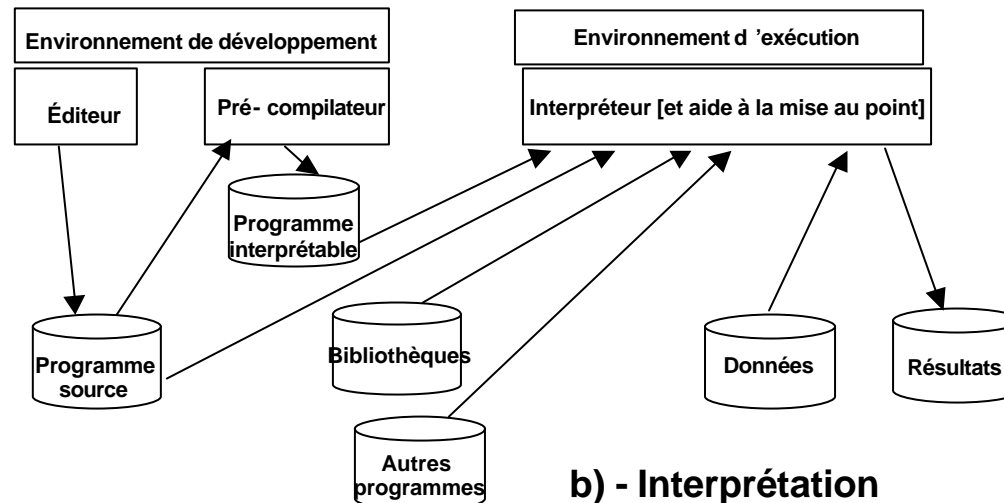 Environnement de développement
Environnement d ’exécution
Éditeur
Pré- compilateur
Interpréteur [et aide à la mise au point]
Programme
interprétable
Programme
source
Bibliothèques
Données
Résultats
Autres
programmes
b) - Interprétation